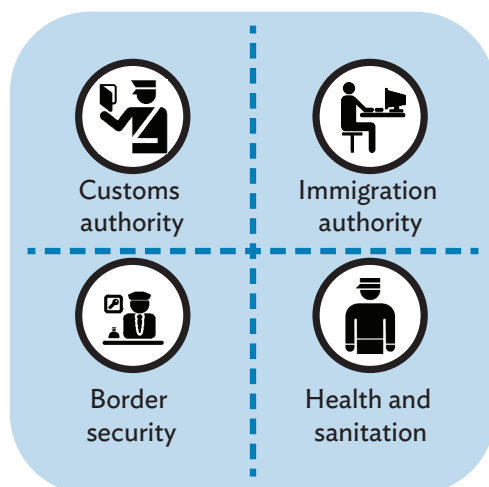 Customs
authority
Immigration
authority
Border
security
Health and
sanitation